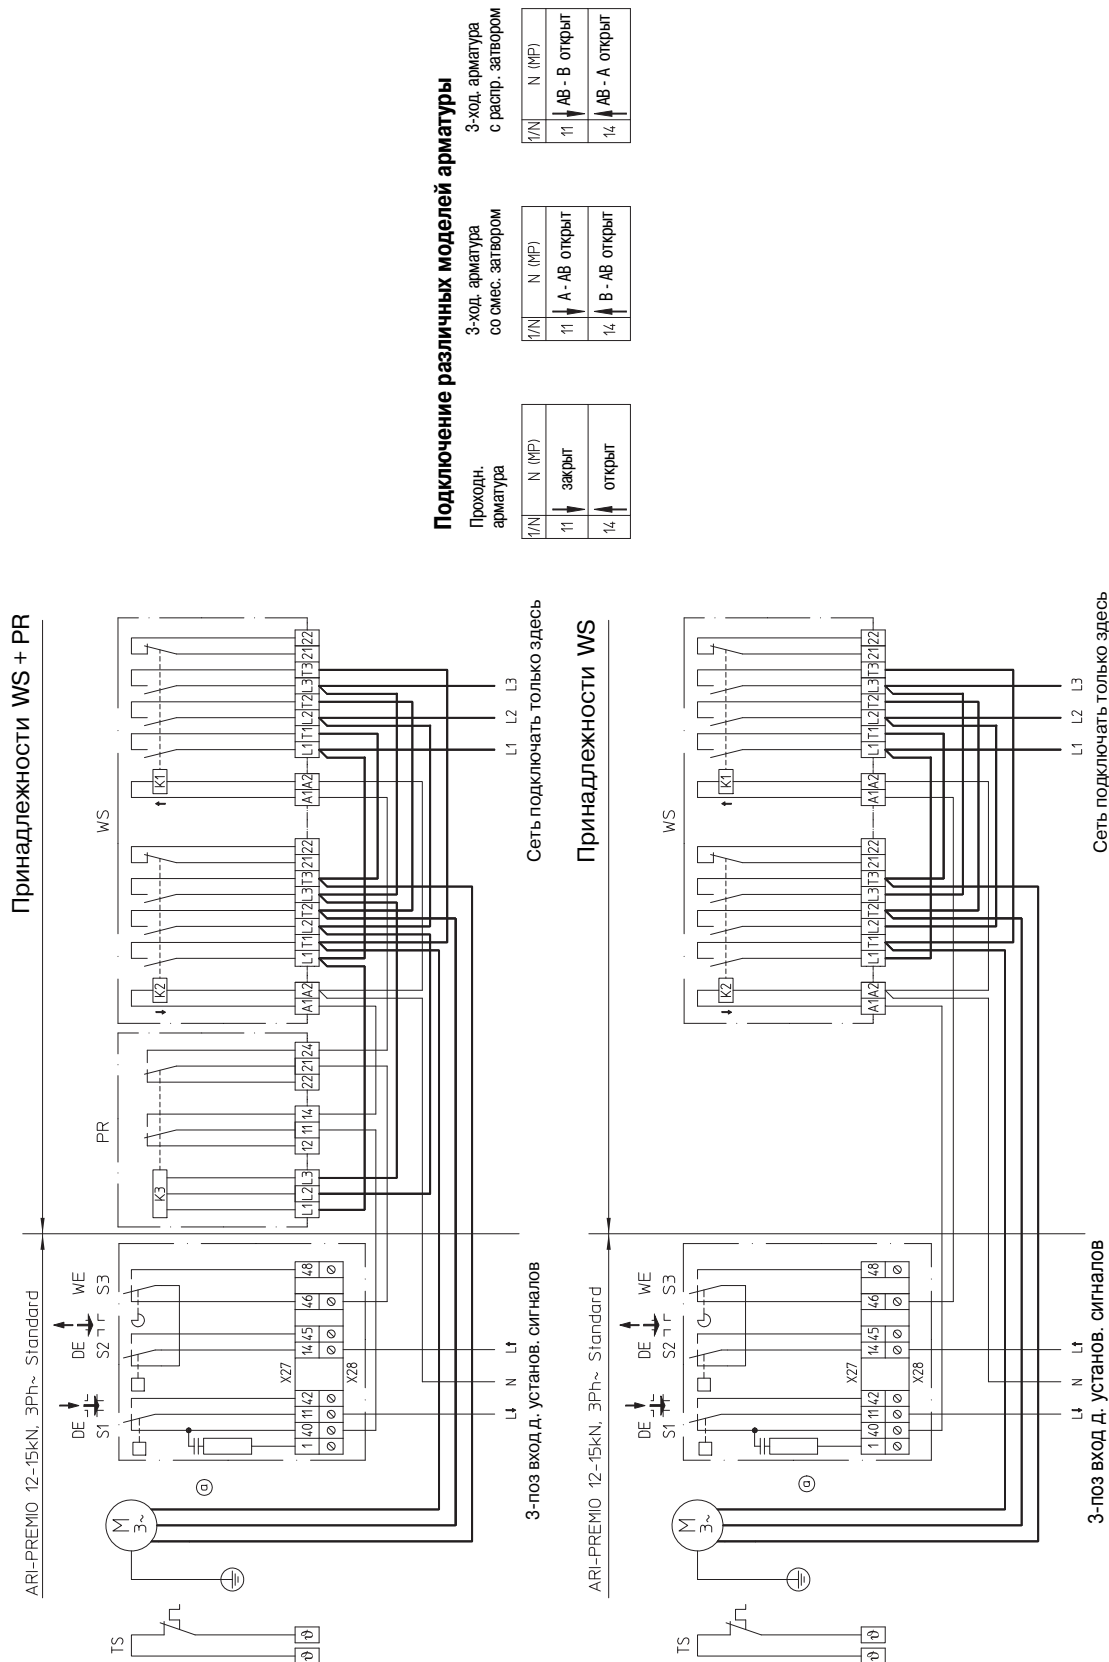 Принадлежности WS + PR
ARI-PREMIO 12-15kN, 3Ph~ Standard
TS
M
3~
DE DE WE
S1 S2 S3
PR
WS
ⓐ
K3
K2 K1
X27
ϑ ϑ
1 40 11 42 14 45 46 48
L1 L2 L3 12 11 14 22 21 24
A1 A2 L1 T1 L2 T2 L3 T3 21 22
A1 A2 L1 T1 L2 T2 L3 T3 21 22
X28
L↓ N L↑
L1 L2 L3
3-поз вход д. установ. сигналов
Сеть подключать только здесь
Подключение различных моделей арматуры
Проходн.
арматура
1/N N (MP)
11 закрыт
14 открыт
3-ход. арматура
со смес. затвором
1/N N (MP)
11 A - AB открыт
14 B - AB открыт
3-ход. арматура
с распр. затвором
1/N N (MP)
11 AB - B открыт
14 AB - A открыт
Принадлежности WS
ARI-PREMIO 12-15kN, 3Ph~ Standard
TS
M
3~
DE DE WE
S1 S2 S3
WS
ⓐ
K2 K1
X27
ϑ ϑ
1 40 11 42 14 45 46 48
A1 A2 L1 T1 L2 T2 L3 T3 21 22
A1 A2 L1 T1 L2 T2 L3 T3 21 22
X28
L↓ N L↑
L1 L2 L3
3-поз вход д. установ. сигналов
Сеть подключать только здесь